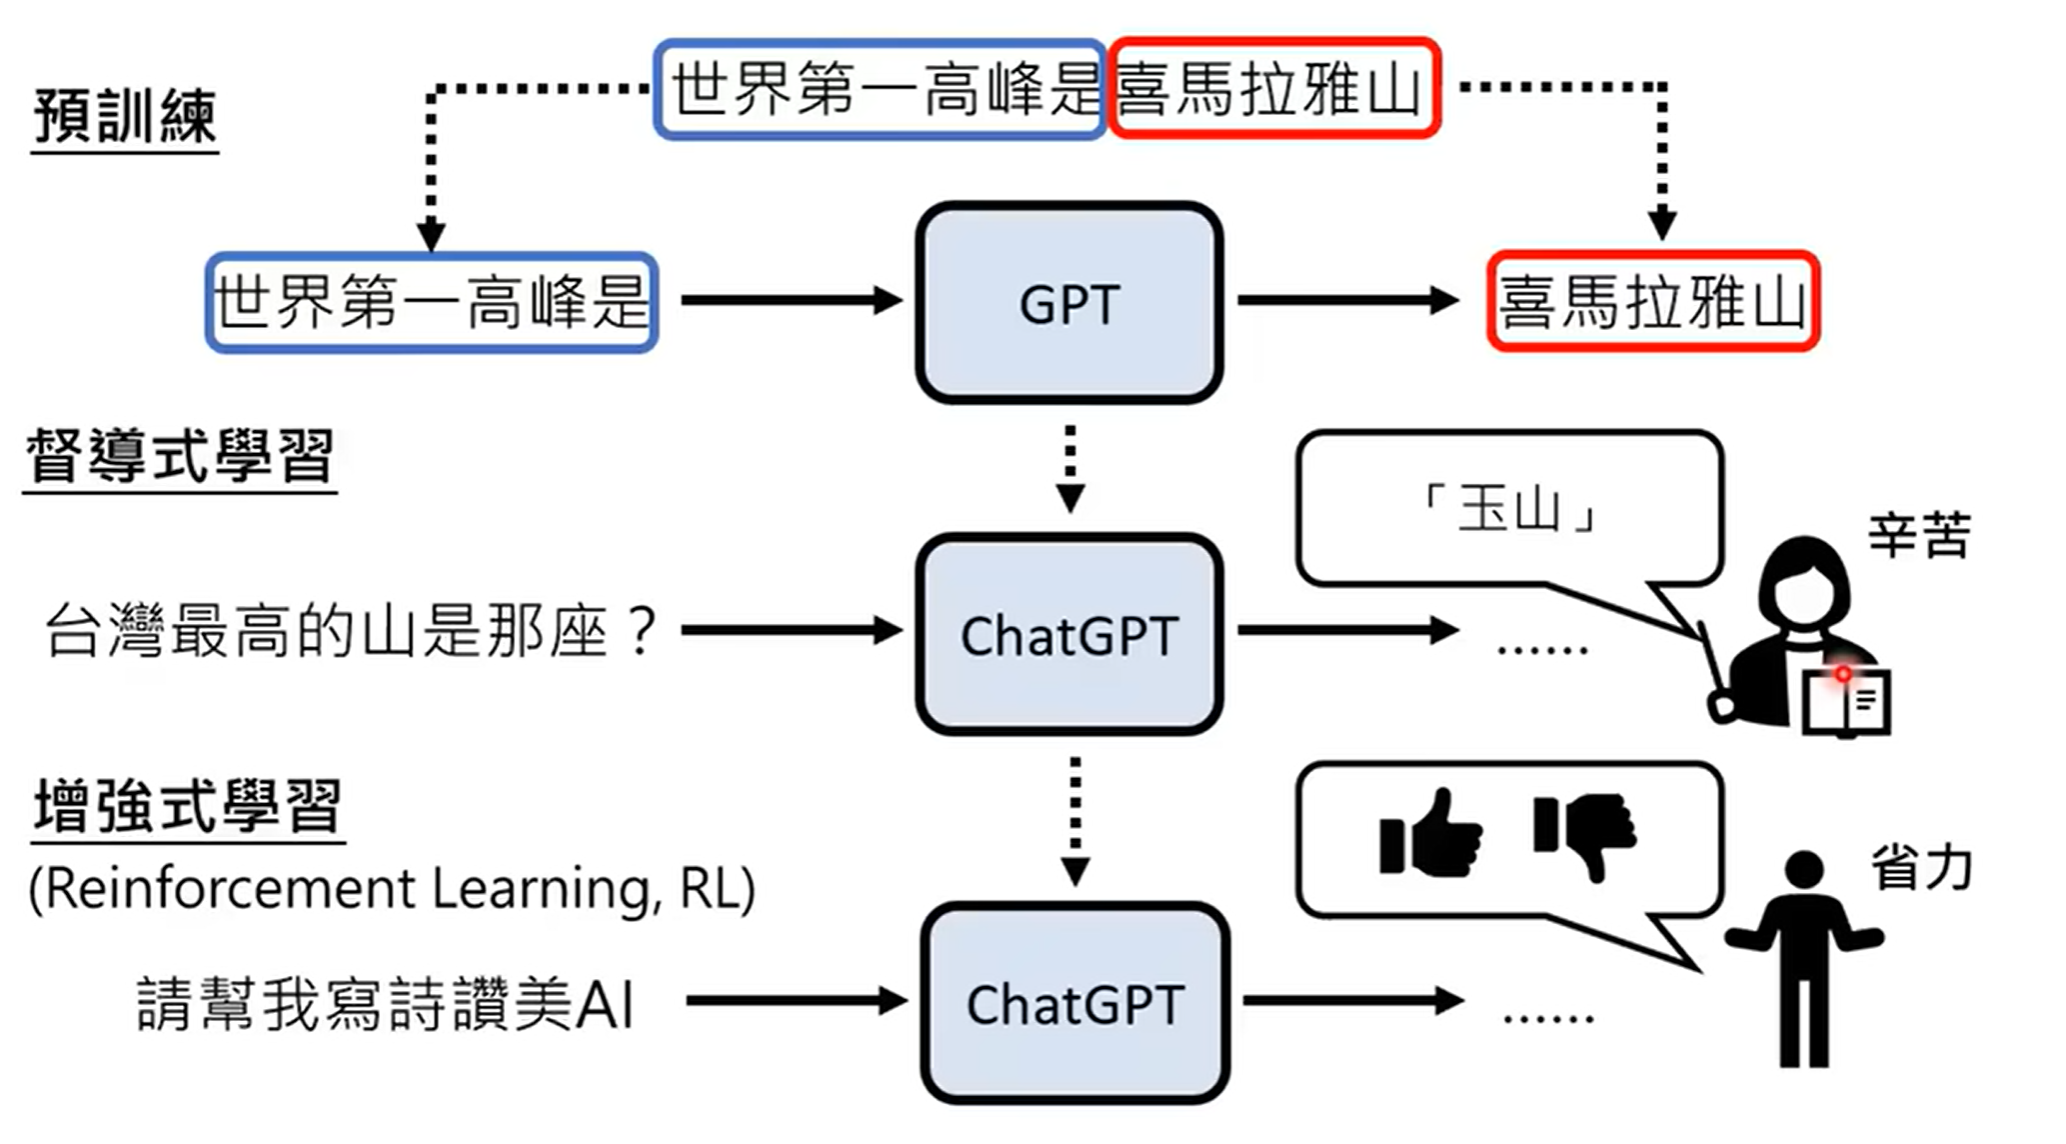 預訓練
世界第一高峰是喜馬拉雅山
世界第一高峰是
GPT
喜馬拉雅山
督導式學習
「玉山」
辛苦
台灣最高的山是那座？
ChatGPT
......
增強式學習
(Reinforcement Learning, RL)
省力
請幫我寫詩讚美AI
ChatGPT
......